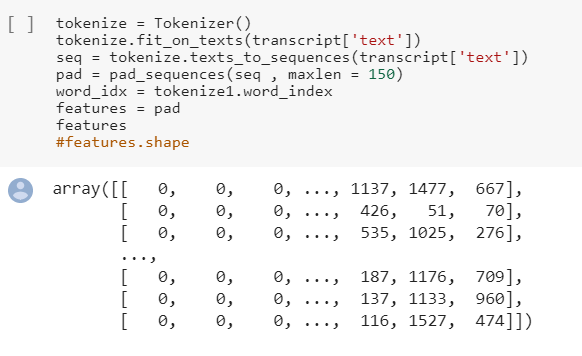 [ ] tokenize = Tokenizer()
tokenize.fit_on_texts(transcript['text'])
seq = tokenize.texts_to_sequences(transcript['text'])
pad = pad_sequences(seq , maxlen = 150)
word_idx = tokenize1.word_index
features = pad
features
#features.shape
array([[   0,    0,    0, ..., 1137, 1477,  667],
[   0,    0,    0, ...,  426,   51,   70],
[   0,    0,    0, ...,  535, 1025,  276],
...,
[   0,    0,    0, ...,  187, 1176,  709],
[   0,    0,    0, ...,  137, 1133,  960],
[   0,    0,    0, ...,  116, 1527,  474]])